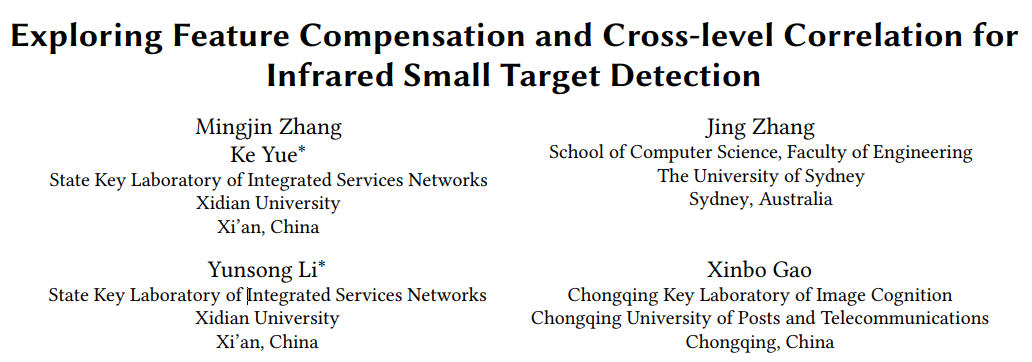 Exploring Feature Compensation and Cross-level Correlation for
Infrared Small Target Detection
Mingjin Zhang
Ke Yue*
State Key Laboratory of Integrated Services Networks
Xidian University
Xi’an, China
Jing Zhang
School of Computer Science, Faculty of Engineering
The University of Sydney
Sydney, Australia
Yunsong Li*
State Key Laboratory of Integrated Services Networks
Xidian University
Xi’an, China
Xinbo Gao
Chongqing Key Laboratory of Image Cognition
Chongqing University of Posts and Telecommunications
Chongqing, China